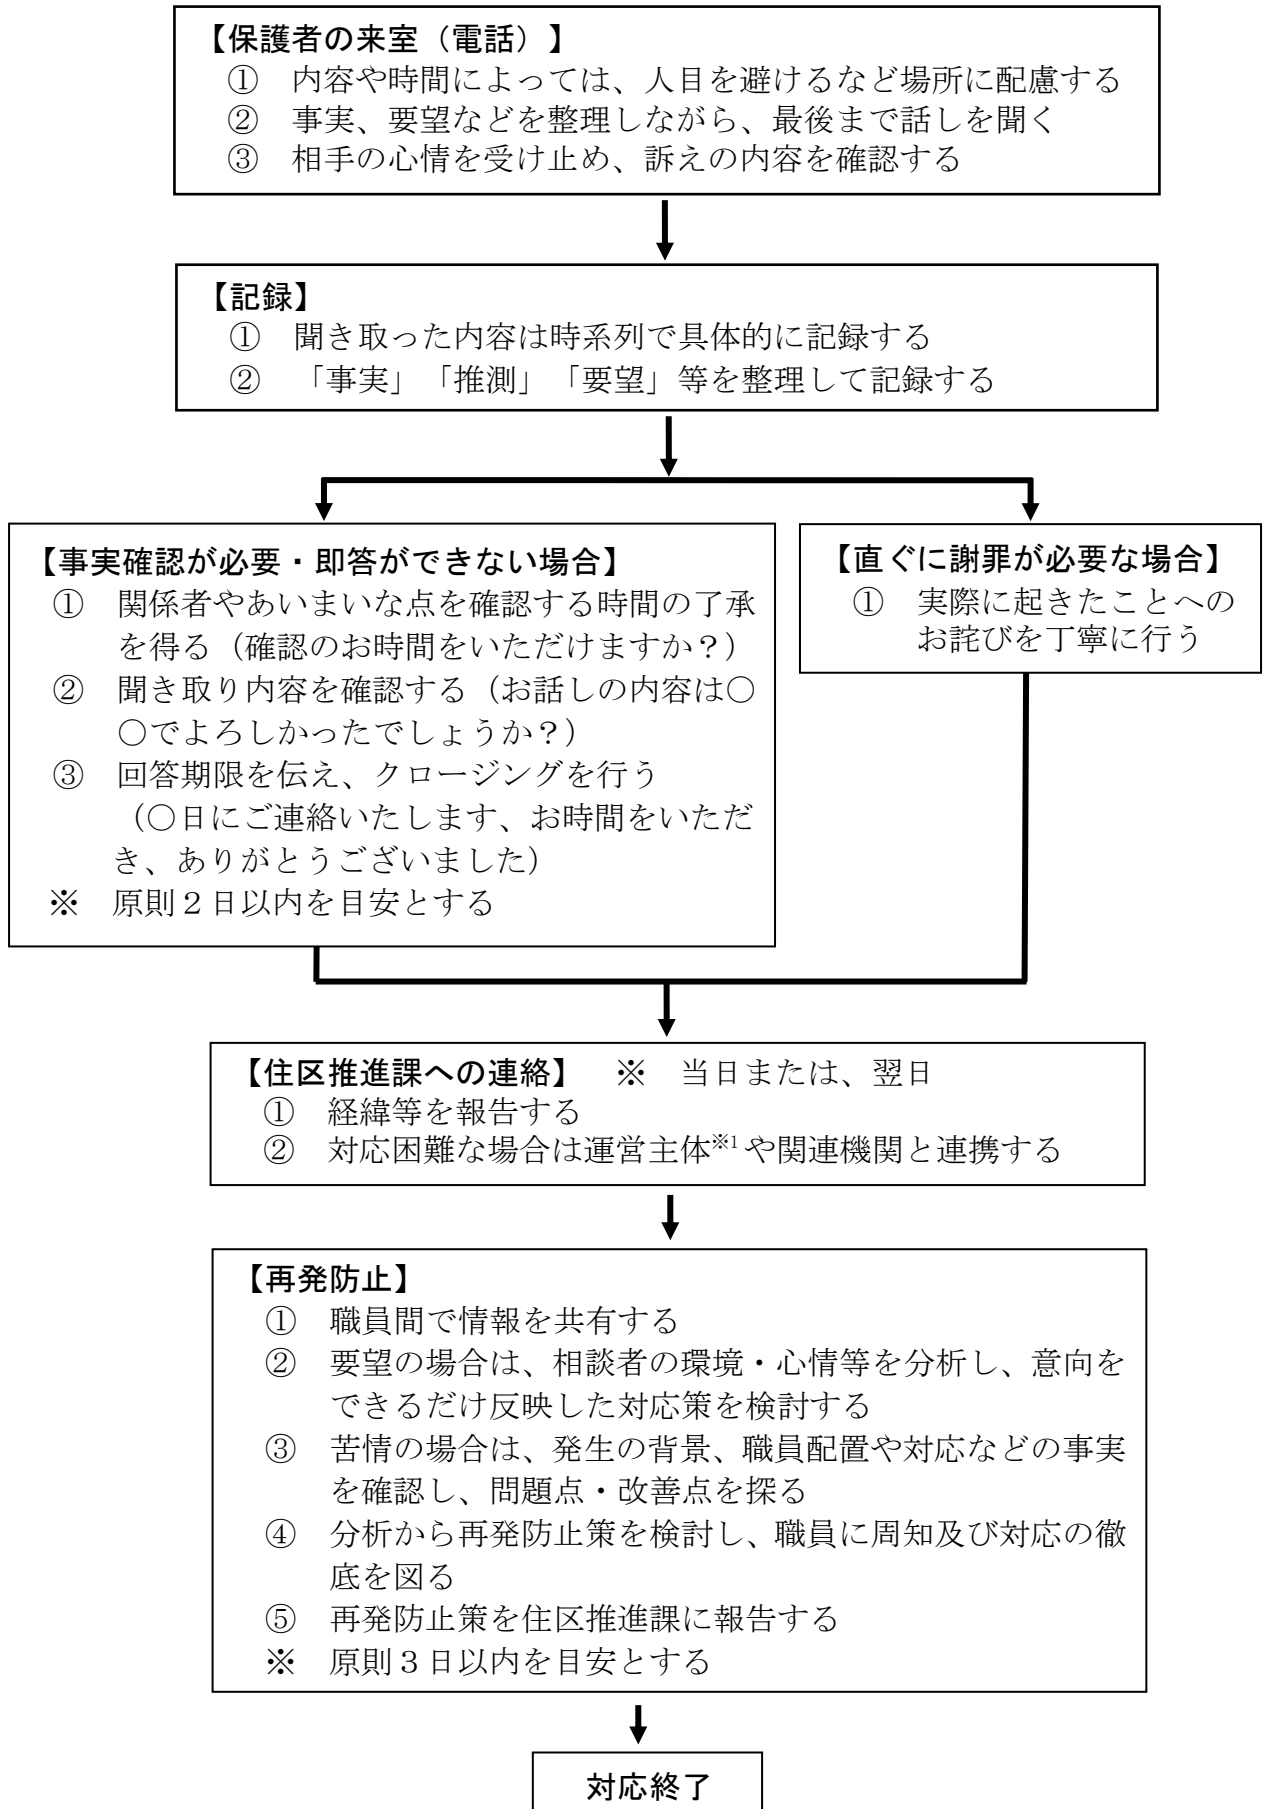 【保護者の来室（電話）】
① 内容や時間によっては、人目を避けるなど場所に配慮する
② 事実、要望などを整理しながら、最後まで話しを聞く
③ 相手の心情を受け止め、訴えの内容を確認する
【記録】
① 聞き取った内容は時系列で具体的に記録する
② 「事実」「推測」「要望」等を整理して記録する
【事実確認が必要・即答ができない場合】
① 関係者やあいまいな点を確認する時間の了承
を得る（確認のお時間をいただけますか？）
② 聞き取り内容を確認する（お話しの内容は〇
〇でよろしかったでしょうか？）
③ 回答期限を伝え、クロージングを行う
（〇日にご連絡いたします、お時間をいただ
き、ありがとうございました）
※ 原則２日以内を目安とする
【直ぐに謝罪が必要な場合】
① 実際に起きたことへの
お詫びを丁寧に行う
【住区推進課への連絡】 ※ 当日または、翌日
① 経緯等を報告する
② 対応困難な場合は運営主体※1や関連機関と連携する
【再発防止】
① 職員間で情報を共有する
② 要望の場合は、相談者の環境・心情等を分析し、意向を
できるだけ反映した対応策を検討する
③ 苦情の場合は、発生の背景、職員配置や対応などの事実
を確認し、問題点・改善点を探る
④ 分析から再発防止策を検討し、職員に周知及び対応の徹
底を図る
⑤ 再発防止策を住区推進課に報告する
※ 原則３日以内を目安とする
対応終了